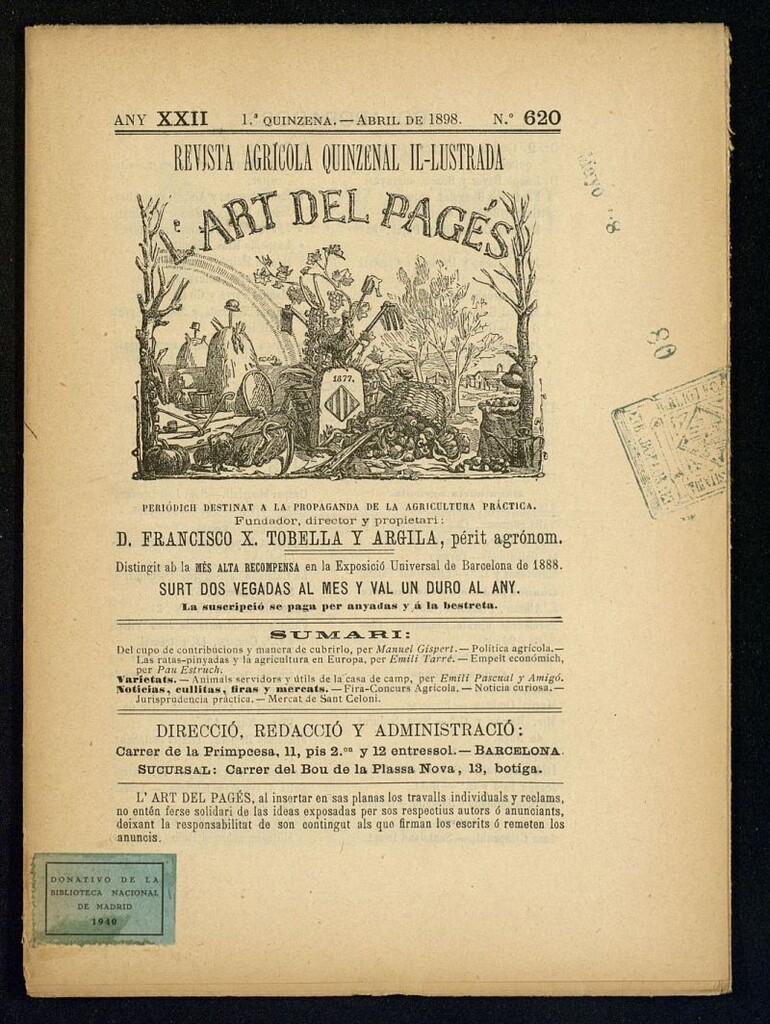 ANY XXII 1.ª QUINZENA.—ABRIL DE 1898. N.º 620
REVISTA AGRÍCOLA QUINZENAL IL-LUSTRADA
L'ART DEL PAGÉS
1877.
PERIÓDICH DESTINAT A LA PROPAGANDA DE LA AGRICULTURA PRÁCTICA.
Fundador, director y propietari:
D. FRANCISCO X. TOBELLA Y ARGILA, périt agrónom.
Distingit ab la MÉS ALTA RECOMPENSA en la Exposició Universal de Barcelona de 1888.
SURT DOS VEGADAS AL MES Y VAL UN DURO AL ANY.
La suscripció se paga per anyadas y á la bestreta.
SUMARI:
Del cupo de contribucions y manera de cubrirlo, per Manuel Gispert.—Política agrícola.—
Las ratas-pinyadas y la agricultura en Europa, per Emili Tarré.—Empelt económich,
per Pau Estruch.
Varietats.—Animals servidors y útils de la casa de camp, per Emili Pascual y Amigó.
Noticias, cullitas, firas y mercats.—Fira-Concurs Agrícola.—Noticia curiosa.—
Jurisprudencia práctica.—Mercat de Sant Celoni.
DIRECCIÓ, REDACCIÓ Y ADMINISTRACIÓ:
Carrer de la Primpcesa, 11, pis 2.on y 12 entressol.—BARCELONA.
SUCURSAL: Carrer del Bou de la Plassa Nova, 13, botiga.
L' ART DEL PAGÉS, al insertar en sas planas los travalls individuals y reclams,
no entén ferse solidari de las ideas exposadas per sos respectius autors ó anunciants,
deixant la responsabilitat de son contingut als que firman los escrits ó remeten los
anuncis.
DONATIVO DE LA
BIBLIOTECA NACIONAL
DE MADRID
1940